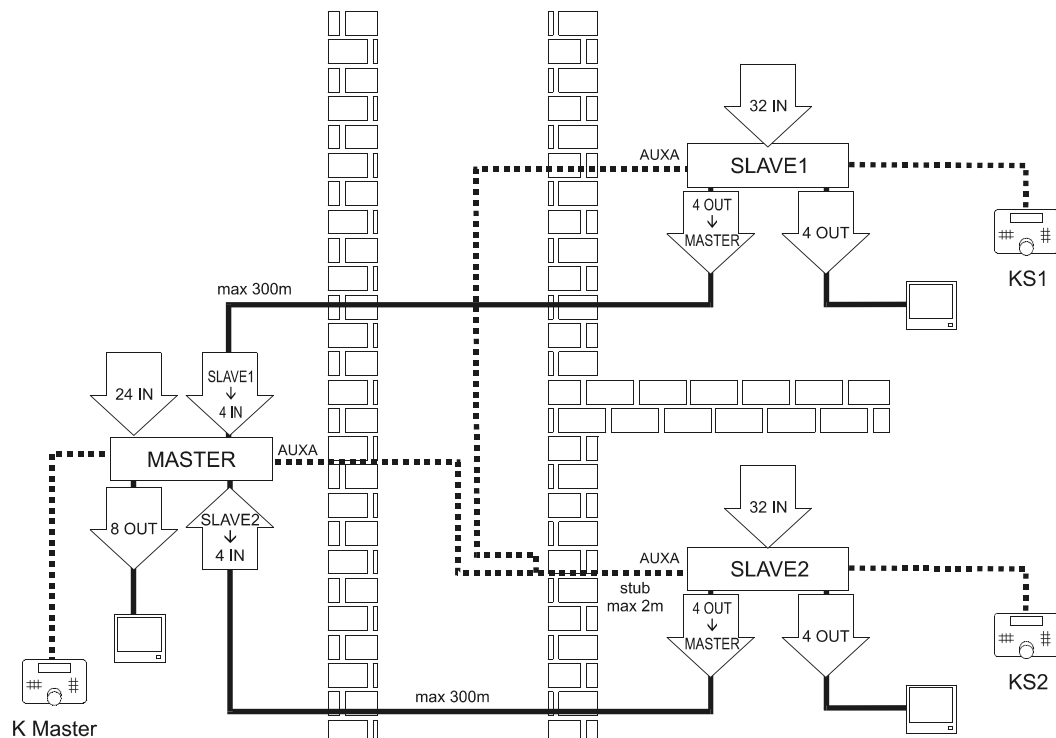 32 IN
AUXA
SLAVE1
4 OUT
↓
MASTER
4 OUT
KS1
max 300m
24 IN
SLAVE1
↓
4 IN
MASTER
AUXA
8 OUT
SLAVE2
↓
4 IN
K Master
max 300m
32 IN
AUXA
SLAVE2
stub
max 2m
4 OUT
↓
MASTER
4 OUT
KS2